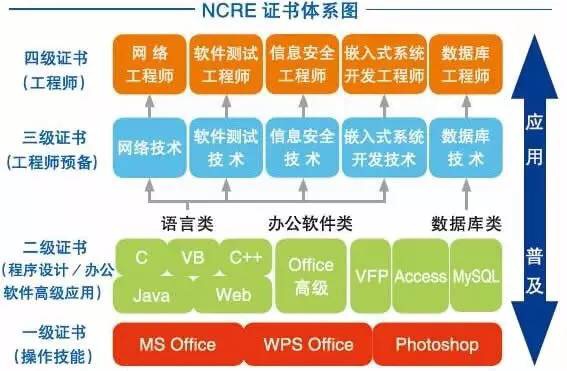 NCRE 证书体系图
四级证书
(工程师)
网 络
工程师
软件测试
工程师
信息安全
工程师
嵌入式系统
开发工程师
数据库
工程师
三级证书
(工程师预备)
网络技术
软件测试
技 术
信息安全
技 术
嵌入式系统
开发技术
数据库
技 术
应用
普及
语言类
办公软件类
数据库类
二级证书
(程序设计/办公
软件高级应用)
C
VB
C++
Java
Web
Office
高级
VFP
Access
MySQL
一级证书
(操作技能)
MS Office
WPS Office
Photoshop